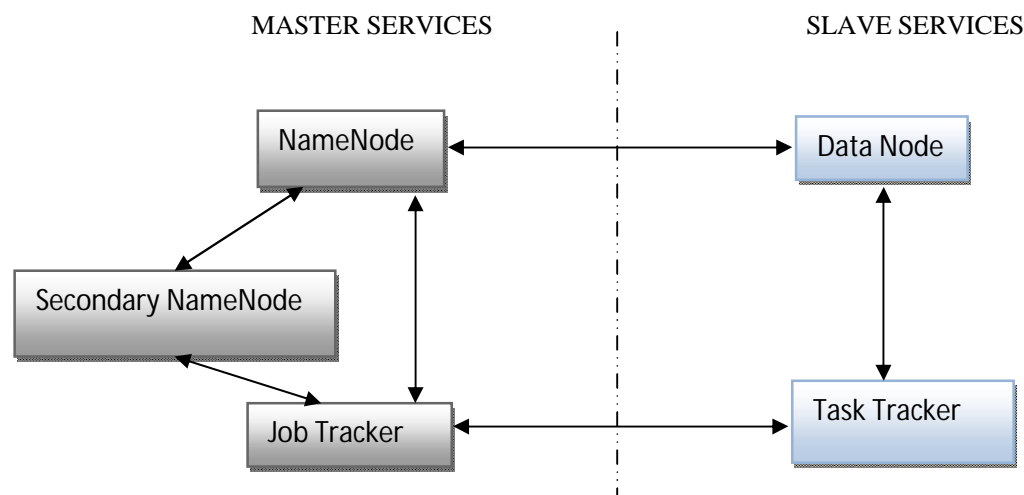 MASTER SERVICES
SLAVE SERVICES
NameNode
Data Node
Secondary NameNode
Job Tracker
Task Tracker